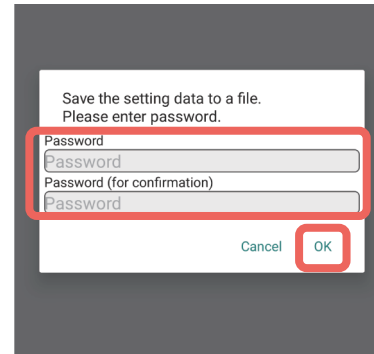 Save the setting data to a file.
Please enter password.
Password
Password
Password (for confirmation)
Password
Cancel OK